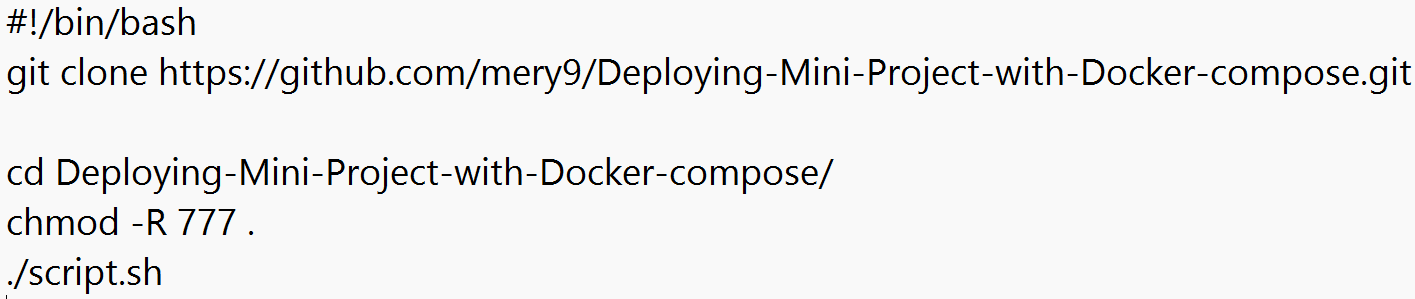 #!/bin/bash
git clone https://github.com/mery9/Deploying-Mini-Project-with-Docker-compose.git
cd Deploying-Mini-Project-with-Docker-compose/
chmod -R 777 .
./script.sh